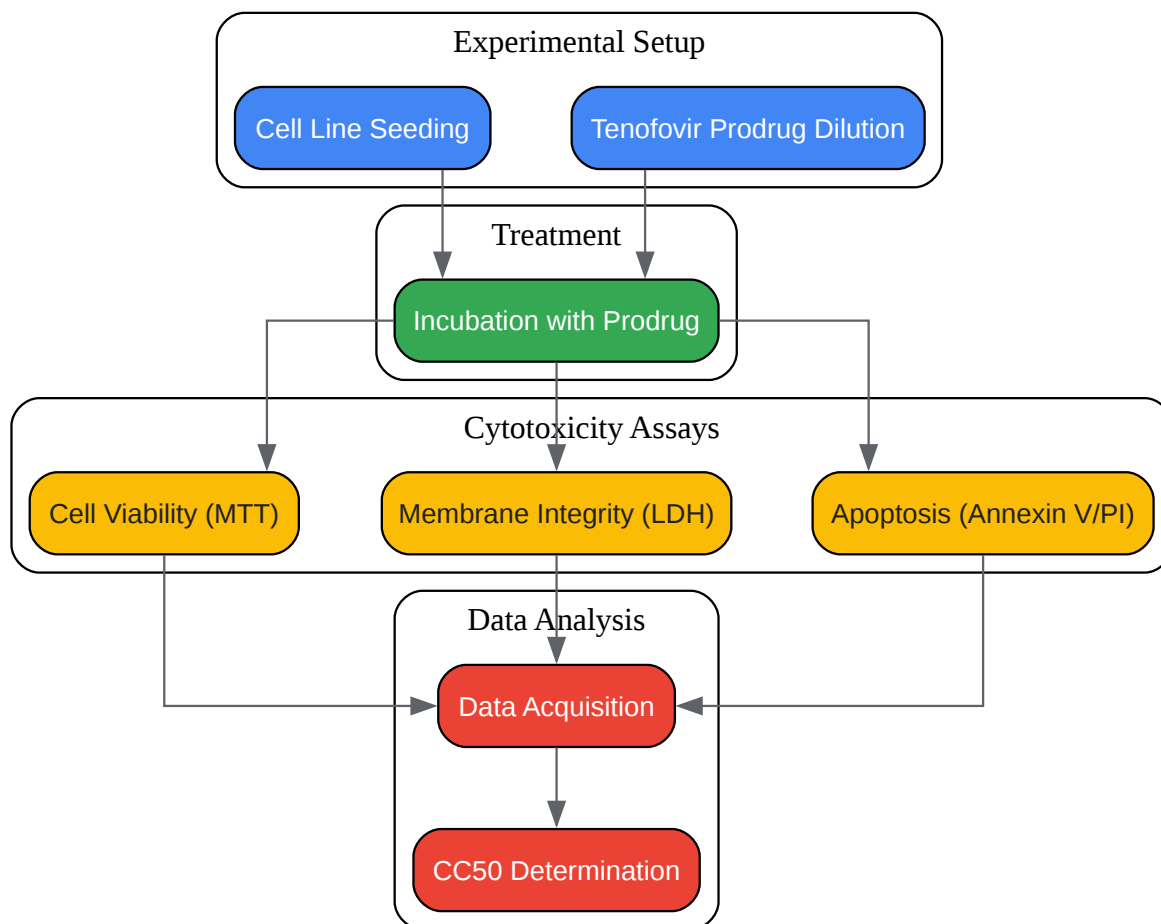 Experimental Setup
Cell Line Seeding
Tenofovir Prodrug Dilution
Treatment
Incubation with Prodrug
Cytotoxicity Assays
Cell Viability (MTT)
Membrane Integrity (LDH)
Apoptosis (Annexin V/PI)
Data Analysis
Data Acquisition
CC50 Determination